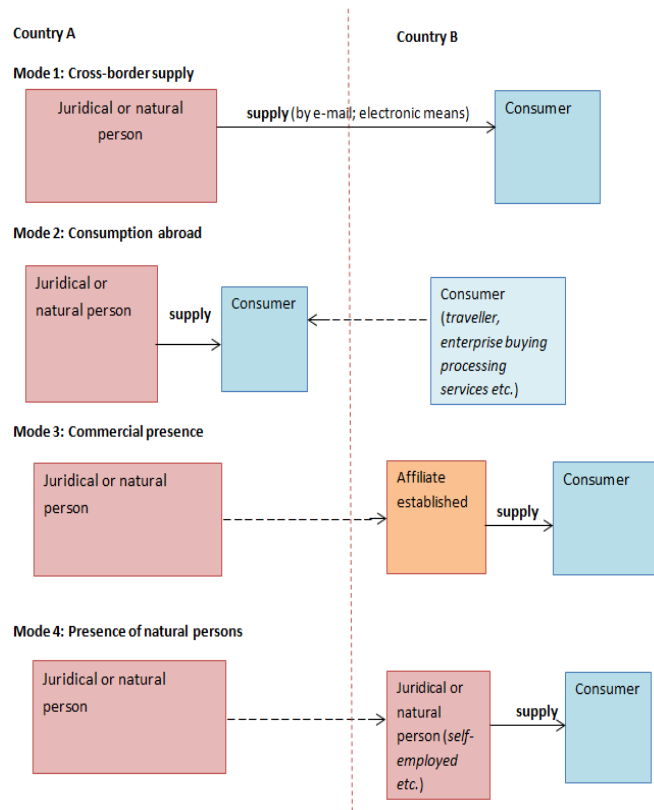 Country A
Country B
Mode 1: Cross-border supply
Juridical or natural
person
supply (by e-mail; electronic means)
Consumer
Mode 2: Consumption abroad
Juridical or
natural person
supply
Consumer
Consumer
(traveller,
enterprise buying
processing
services etc.)
Mode 3: Commercial presence
Juridical or natural
person
Affiliate
established
supply
Consumer
Mode 4: Presence of natural persons
Juridical or natural
person
Juridical or
natural
person (self-
employed
etc.)
supply
Consumer